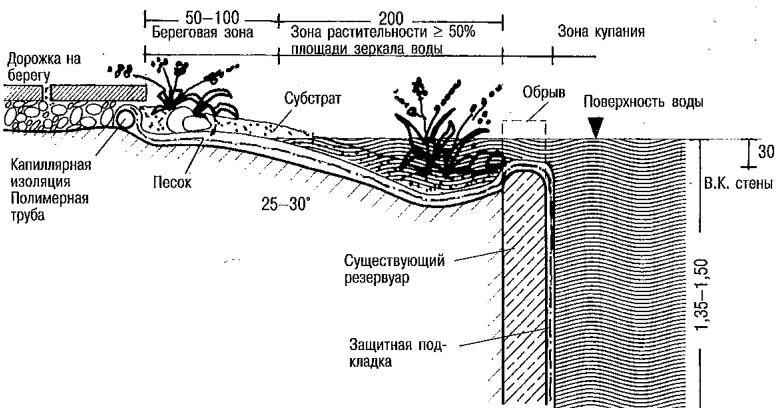 50–100
200
Береговая зона
Зона растительности ≥ 50%
площади зеркала воды
Зона купания
Дорожка на
берегу
Субстрат
Обрыв
Поверхность воды
30
Капиллярная
изоляция
Полимерная
труба
Песок
В.К. стены
25–30°
Существующий
резервуар
1,35–1,50
Защитная под-
кладка